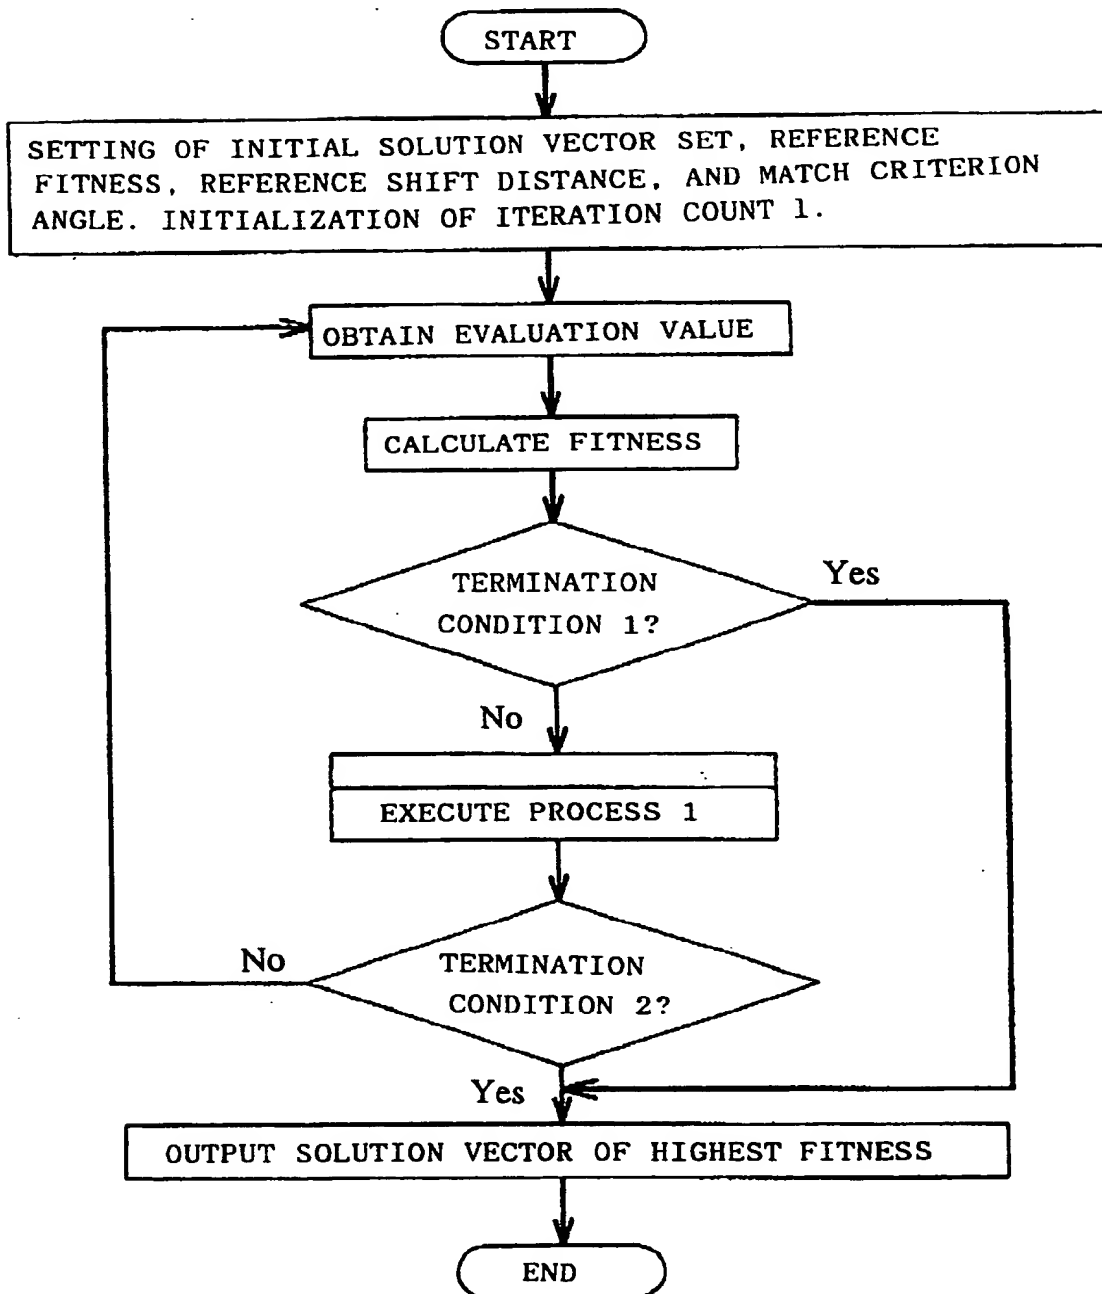 START
SETTING OF INITIAL SOLUTION VECTOR SET, REFERENCE
FITNESS, REFERENCE SHIFT DISTANCE, AND MATCH CRITERION
ANGLE. INITIALIZATION OF ITERATION COUNT 1.
OBTAIN EVALUATION VALUE
CALCULATE FITNESS
TERMINATION
CONDITION 1?
Yes
No
EXECUTE PROCESS 1
TERMINATION
CONDITION 2?
No
Yes
OUTPUT SOLUTION VECTOR OF HIGHEST FITNESS
END